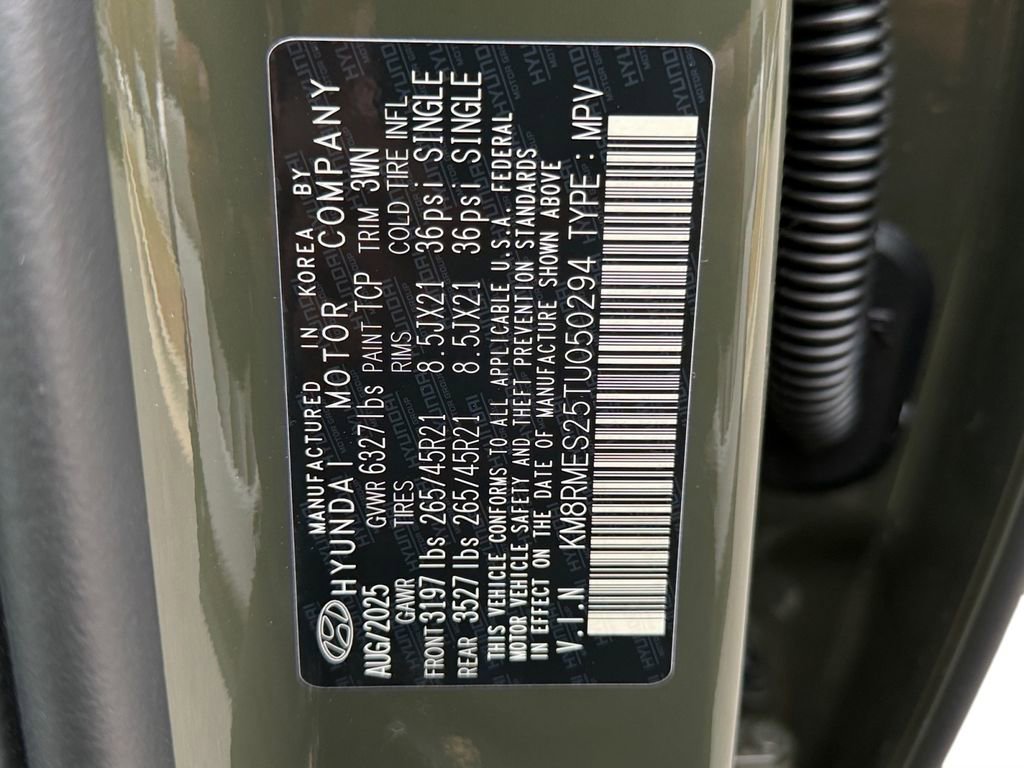 MANUFACTURED IN KOREA BY
HYUNDAI MOTOR COMPANY
AUG/2025 GVWR 6327lbs PAINT TCP TRIM 3WN
GAWR TIRES RIMS COLD TIRE INFL
FRONT 3197lbs 265/45R21 8.5JX21 36psi SINGLE
REAR 3527lbs 265/45R21 8.5JX21 36psi SINGLE
THIS VEHICLE CONFORMS TO ALL APPLICABLE U.S.A. FEDERAL
MOTOR VEHICLE SAFETY AND THEFT PREVENTION STANDARDS
IN EFFECT ON THE DATE OF MANUFACTURE SHOWN ABOVE
V.I.N KM8RMES25TU050294 TYPE : MPV